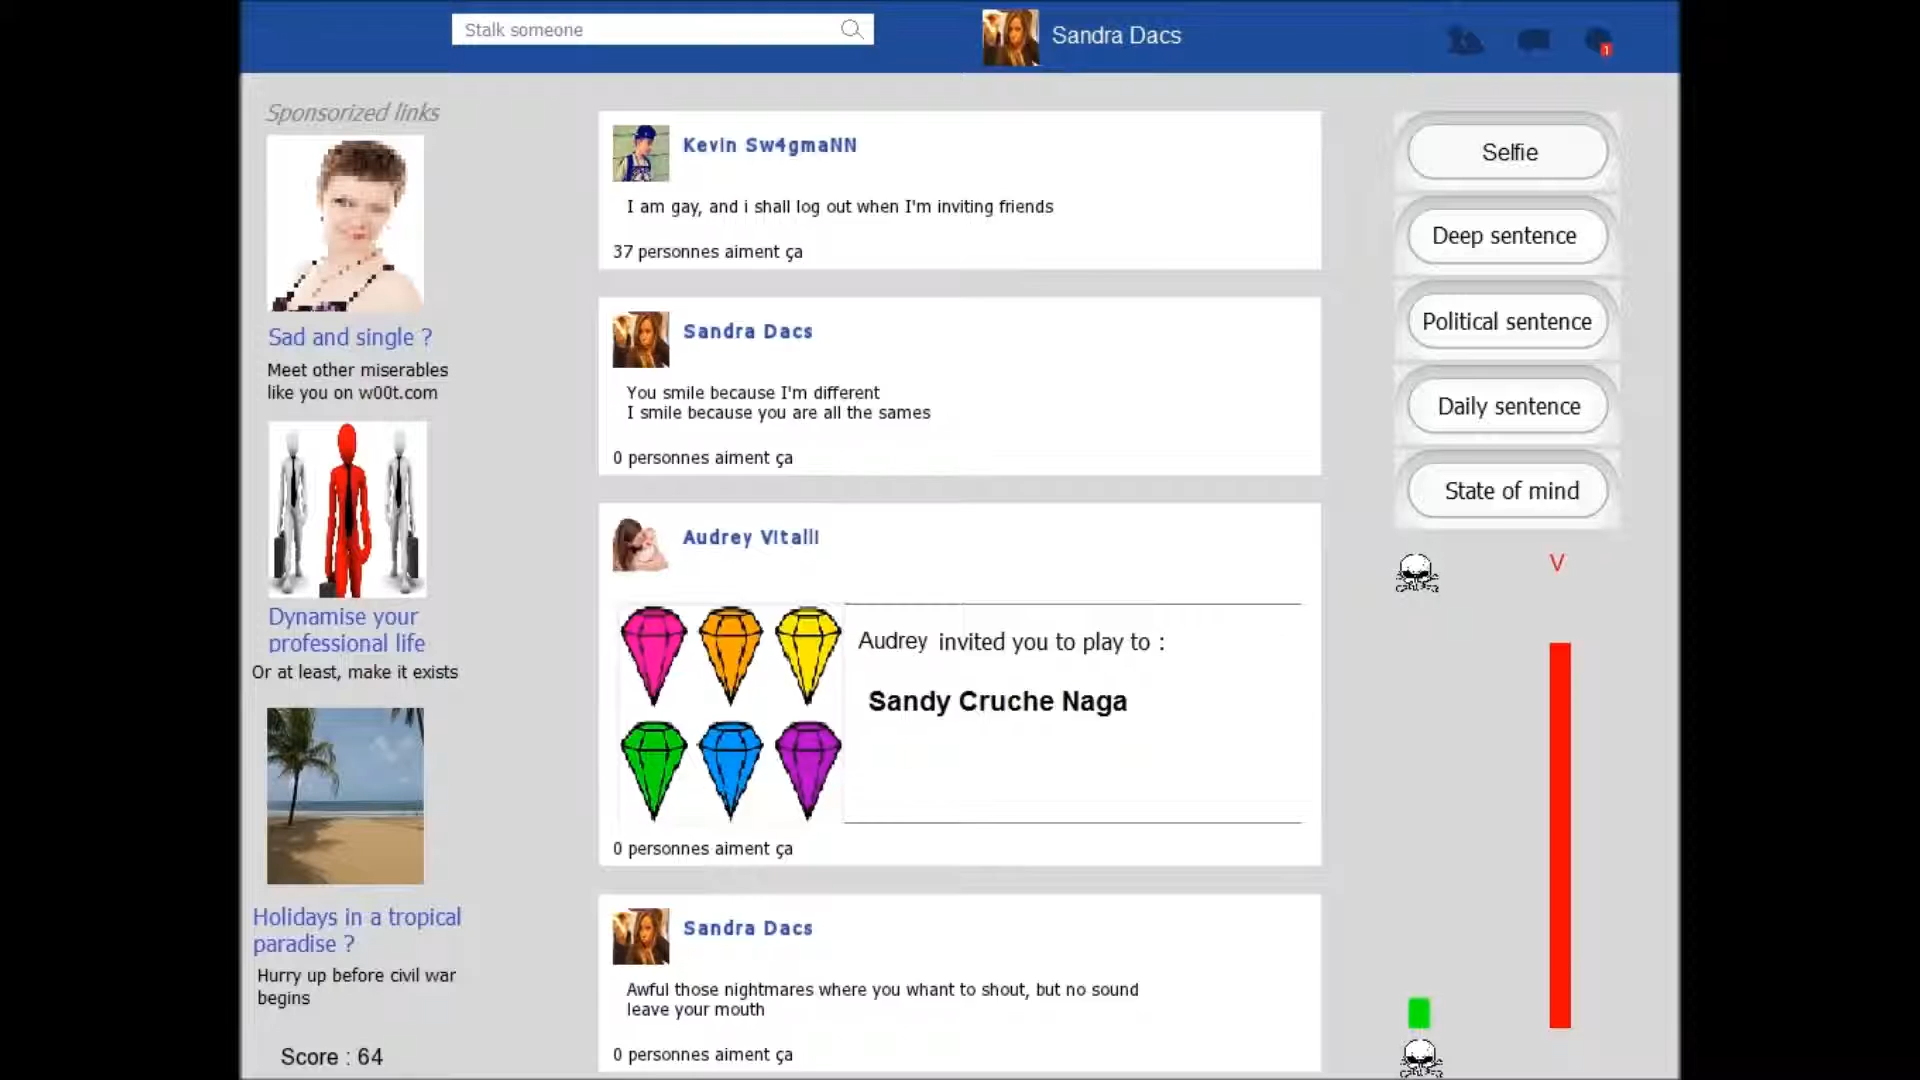 Stalk someone
Sandra Dacs
1
Sponsorized links
Sad and single ?
Meet other miserables
like you on w00t.com
Dynamise your
professional life
Or at least, make it exists
Holidays in a tropical
paradise ?
Hurry up before civil war
begins
Score : 64
Kevin Sw4gmaNN
I am gay, and i shall log out when I'm inviting friends
37 personnes aiment ça
Sandra Dacs
You smile because I'm different
I smile because you are all the sames
0 personnes aiment ça
Audrey Vitalli
Audrey invited you to play to :
Sandy Cruche Naga
0 personnes aiment ça
Sandra Dacs
Awful those nightmares where you whant to shout, but no sound
leave your mouth
0 personnes aiment ça
Selfie
Deep sentence
Political sentence
Daily sentence
State of mind
V